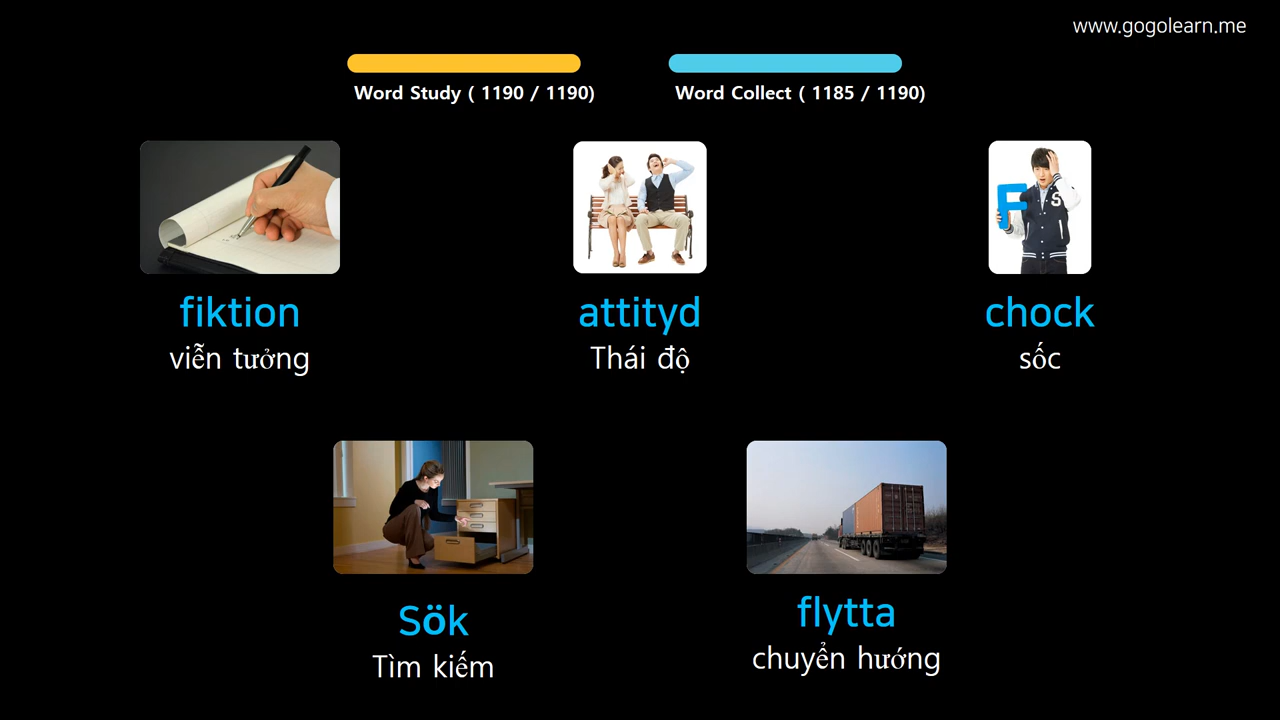 www.gogolearn.me
Word Study ( 1190 / 1190)
Word Collect ( 1185 / 1190)
F
S
fiktion
attityd
chock
viễn tưởng
Thái độ
sốc
Sök
flytta
Tìm kiếm
chuyển hướng